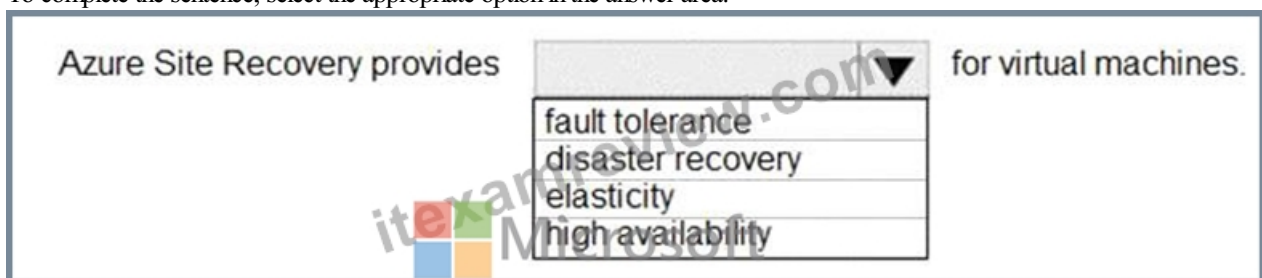 To complete the sentence, select the appropriate option in the answer area.
Azure Site Recovery provides for virtual machines.
fault tolerance
disaster recovery
elasticity
high availability
itexamreview.com
Microsoft